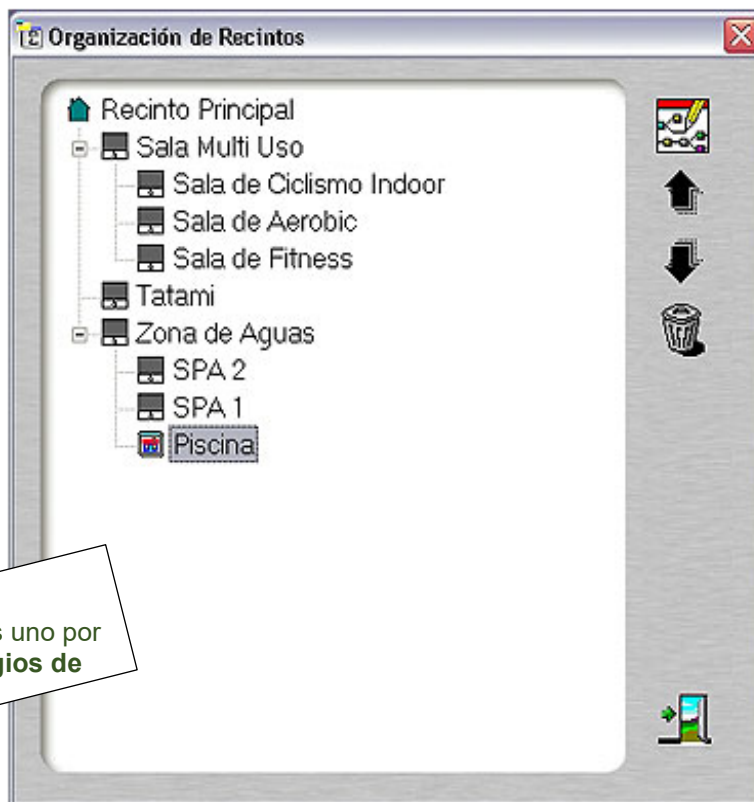 Organización de Recintos
Recinto Principal
Sala Multi Uso
Sala de Ciclismo Indoor
Sala de Aerobic
Sala de Fitness
Tatami
Zona de Aguas
SPA 2
SPA 1
Piscina
uno por
de